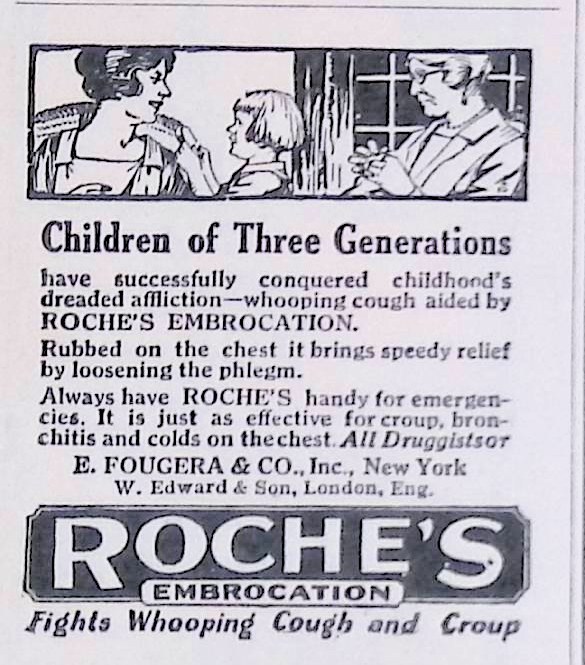 Children of Three Generations
have successfully conquered childhood's
dreaded affliction—whooping cough aided by
ROCHE'S EMBROCATION.
Rubbed on the chest it brings speedy relief
by loosening the phlegm.
Always have ROCHE'S handy for emergen-
cies. It is just as effective for croup, bron-
chitis and colds on the chest. All Druggists or
E. FOUGERA & CO., Inc., New York
W. Edward & Son, London, Eng.
ROCHE'S
EMBROCATION
Fights Whooping Cough and Croup